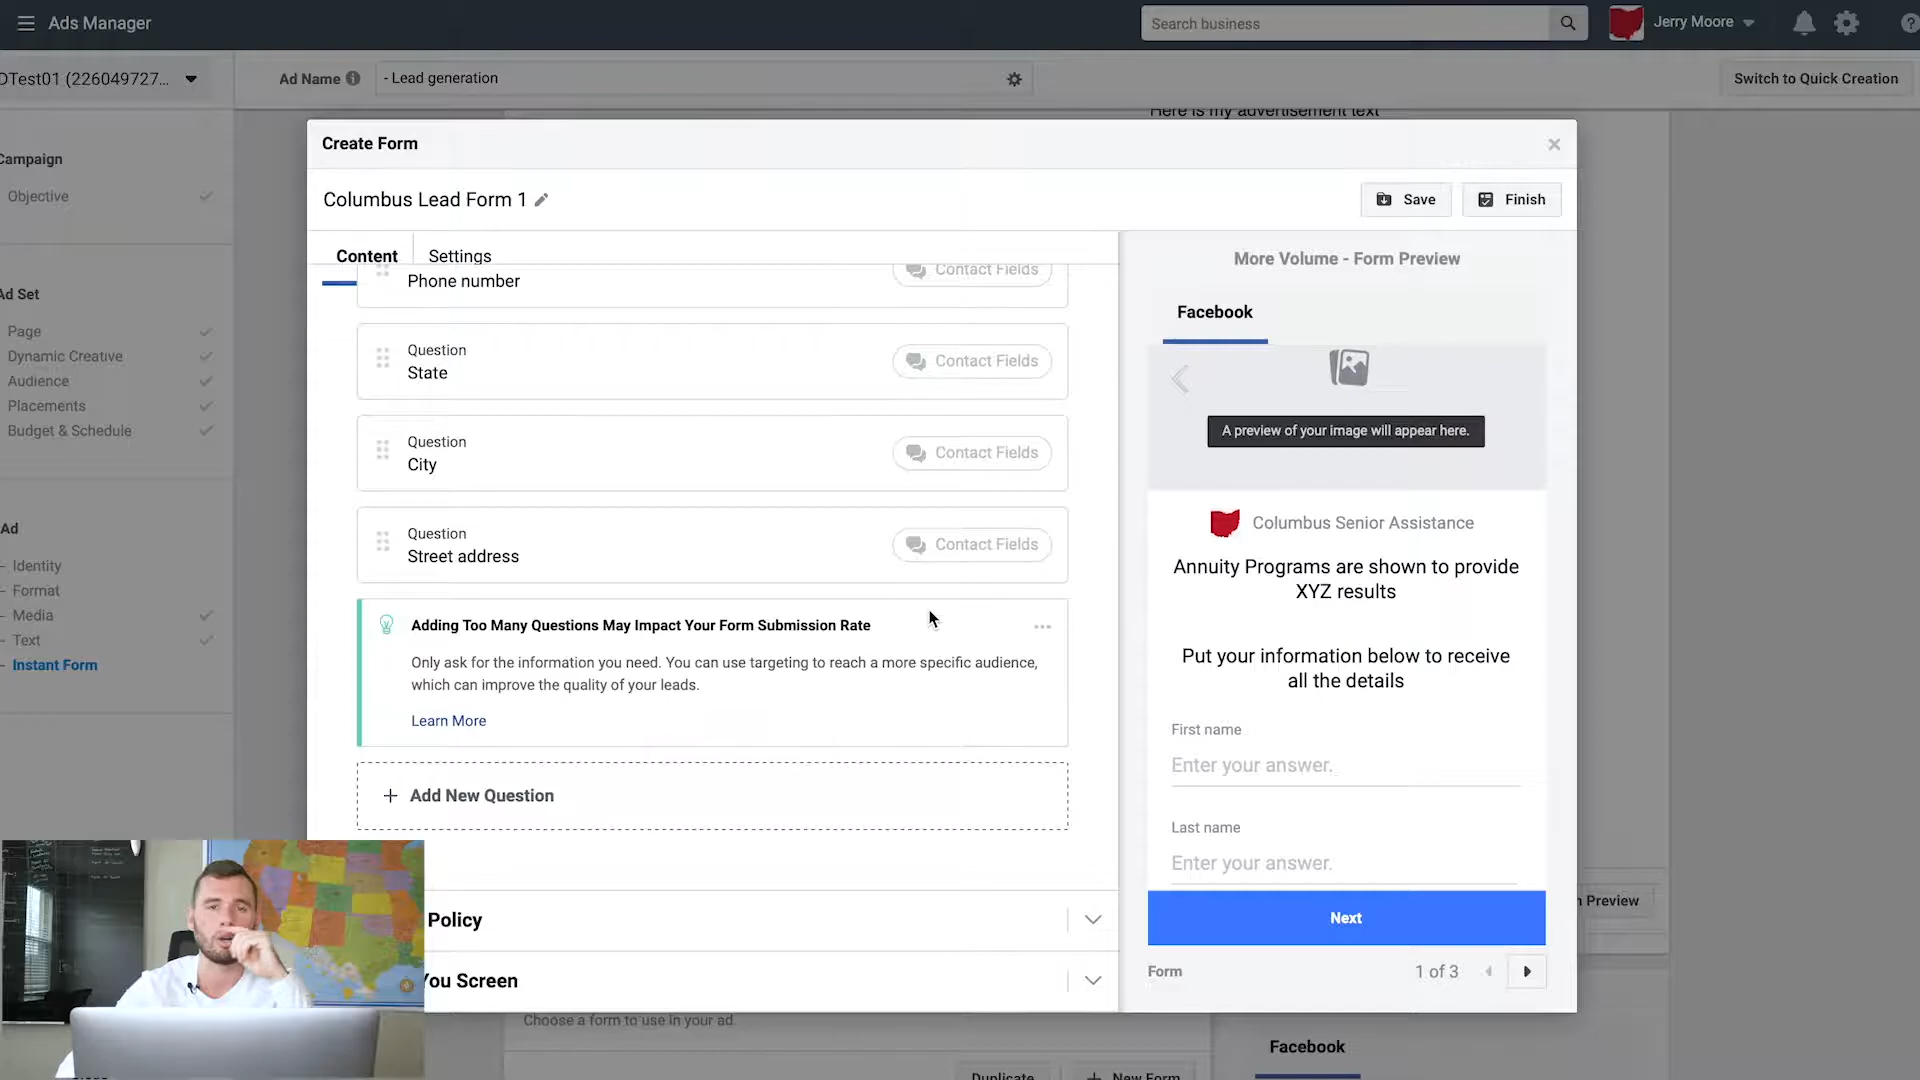 Ads Manager
Search business
Jerry Moore
DTest01 (226049727...
Ad Name
- Lead generation
Switch to Quick Creation
Here is my advertisement text
Campaign
Objective
Ad Set
Page
Dynamic Creative
Audience
Placements
Budget & Schedule
Ad
Identity
Format
Media
Text
Instant Form
Create Form
Columbus Lead Form 1
Save
Finish
Content
Settings
Phone number
Contact Fields
Question
State
Contact Fields
Question
City
Contact Fields
Question
Street address
Contact Fields
Adding Too Many Questions May Impact Your Form Submission Rate
Only ask for the information you need. You can use targeting to reach a more specific audience,
which can improve the quality of your leads.
Learn More
+ Add New Question
Policy
You Screen
More Volume - Form Preview
Facebook
A preview of your image will appear here.
Columbus Senior Assistance
Annuity Programs are shown to provide
XYZ results
Put your information below to receive
all the details
First name
Enter your answer.
Last name
Enter your answer.
Next
Form
1 of 3
Preview
Choose a form to use in your ad.
Duplicate
+ New Form
Facebook